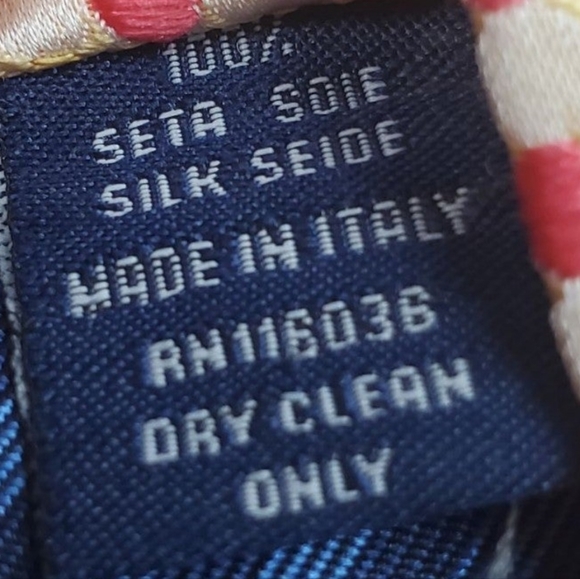 100%
SETA SOIE
SILK SEIDE
MADE IN ITALY
RN116036
DRY CLEAN
ONLY